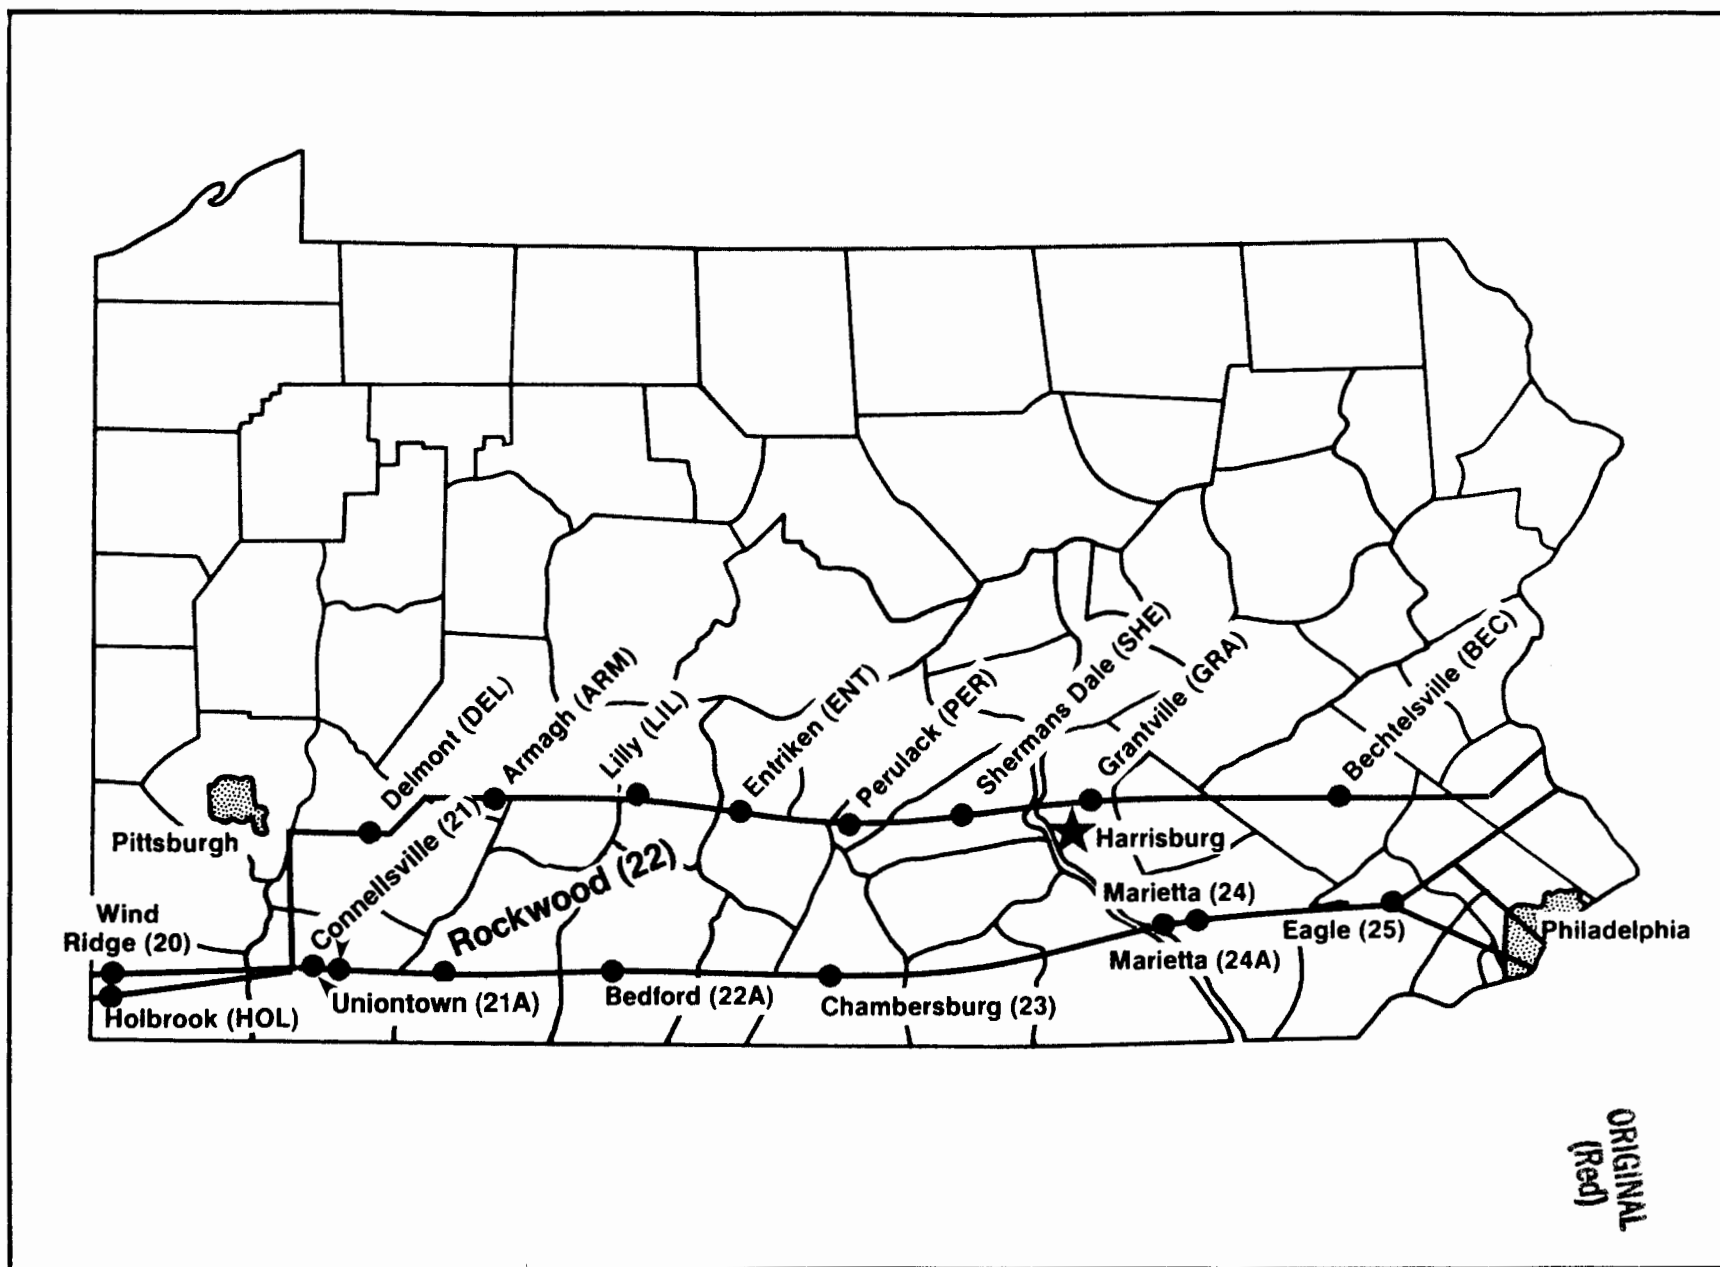 Delmont (DEL)
Armagh (ARM)
Lilly (LIL)
Entriken (ENT)
Perulack (PER)
Shermans Dale (SHE)
Grantville (GRA)
Bechtelsville (BEC)
Pittsburgh
Connellsville (21)
Rockwood (22)
Harrisburg
Wind
Ridge (20)
Marietta (24)
Eagle (25)
Philadelphia
Marietta (24A)
Holbrook (HOL)
Uniontown (21A)
Bedford (22A)
Chambersburg (23)
ORIGINAL
(Red)